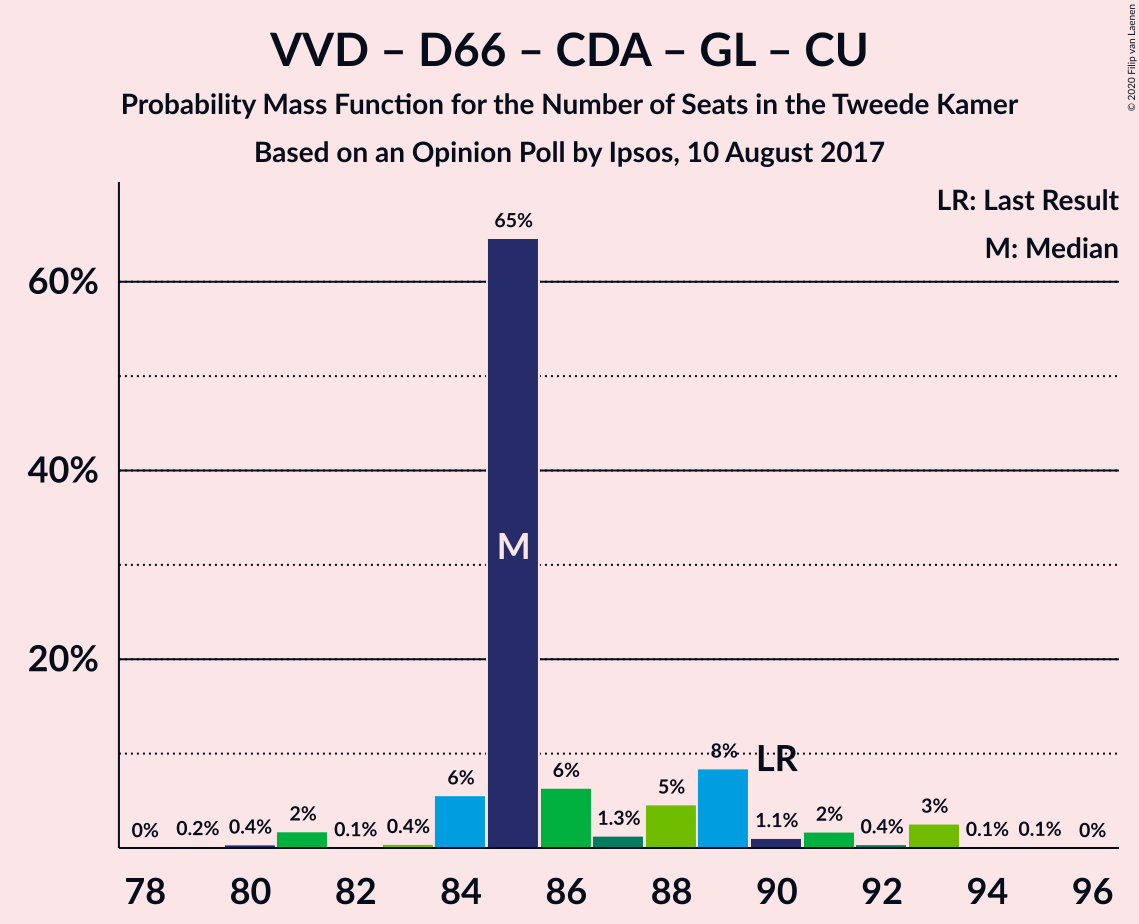 VVD – D66 – CDA – GL – CU
Probability Mass Function for the Number of Seats in the Tweede Kamer
Based on an Opinion Poll by Ipsos, 10 August 2017
© 2020 Filip van Laenen
LR: Last Result
M: Median
60%
40%
20%
0%
0.2%
0.4%
2%
0.1%
0.4%
6%
65%
M
6%
1.3%
5%
8%
LR
1.1%
2%
0.4%
3%
0.1%
0.1%
0%
78 80 82 84 86 88 90 92 94 96